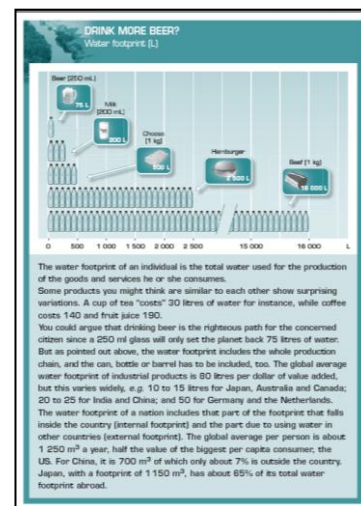 DRINK MORE BEER?
Water footprint (L)
Beer (250 mL)
75 L
Milk
(200 mL)
200 L
Cheese
(1 kg)
500 L
Hamburger
2 500 L
Beef (1 kg)
16 000 L
0 500 1 000 1 500 2 000 2 500 15 000 16 000 L
The water footprint of an individual is the total water used for the production
of the goods and services he or she consumes.
Some products you might think are similar to each other show surprising
variations. A cup of tea "costs" 30 litres of water for instance, while coffee
costs 140 and fruit juice 190.
You could argue that drinking beer is the righteous path for the concerned
citizen since a 250 ml glass will only set the planet back 75 litres of water.
But as pointed out above, the water footprint includes the whole production
chain, and the can, bottle or barrel has to be included, too. The global average
water footprint of industrial products is 80 litres per dollar of value added,
but this varies widely, e.g. 10 to 15 litres for Japan, Australia and Canada;
20 to 25 for India and China; and 50 for Germany and the Netherlands.
The water footprint of a nation includes that part of the footprint that falls
inside the country (internal footprint) and the part due to using water in
other countries (external footprint). The global average per person is about
1 250 m³ a year, half the value of the biggest per capita consumer, the
US. For China, it is 700 m³ of which only about 7% is outside the country.
Japan, with a footprint of 1150 m³, has about 65% of its total water
footprint abroad.